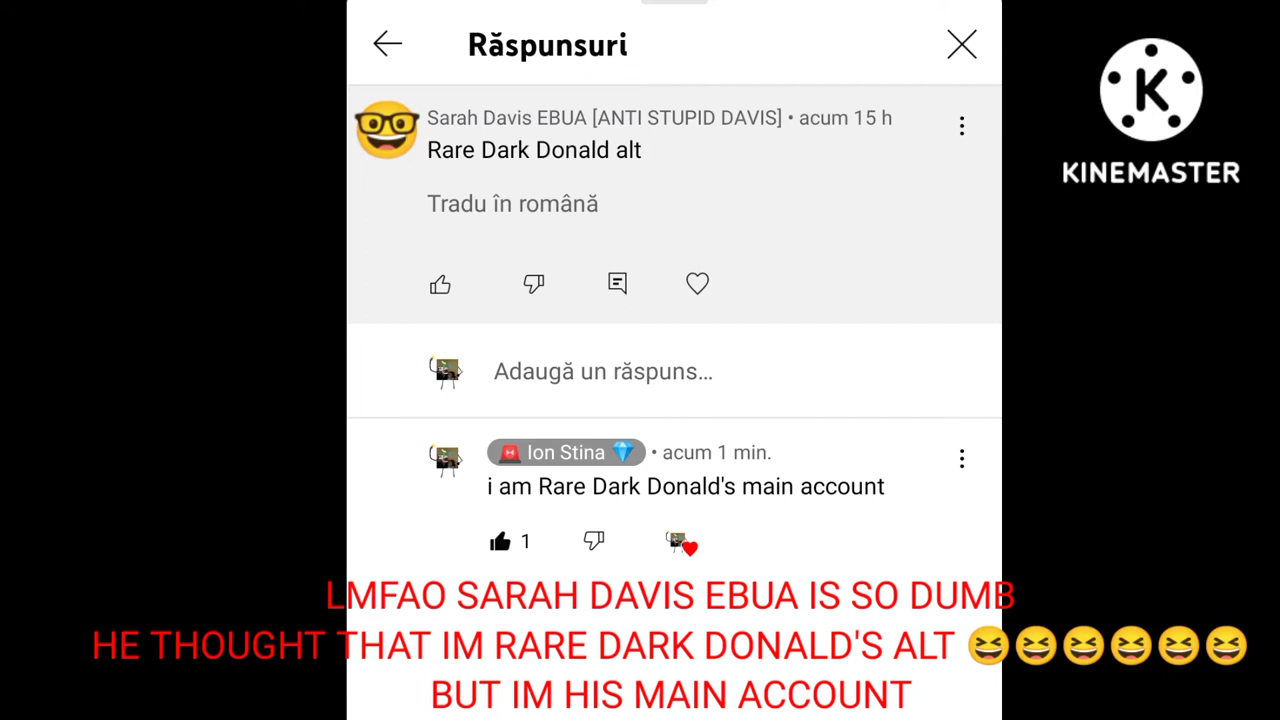 Răspunsuri
K
KINEMASTER
Sarah Davis EBUA [ANTI STUPID DAVIS] • acum 15 h
Rare Dark Donald alt
Tradu în română
Adaugă un răspuns...
🚨 Ion Stina 💎 • acum 1 min.
i am Rare Dark Donald's main account
1
LMFAO SARAH DAVIS EBUA IS SO DUMB
HE THOUGHT THAT IM RARE DARK DONALD'S ALT 😆😆😆😆😆😆
BUT IM HIS MAIN ACCOUNT